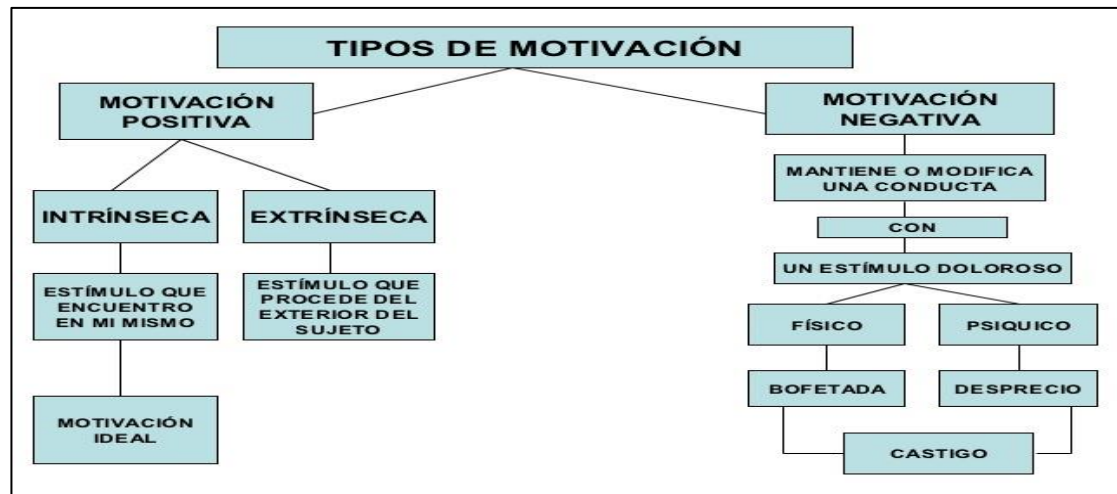 TIPOS DE MOTIVACIÓN
MOTIVACIÓN
POSITIVA
INTRÍNSECA
ESTÍMULO QUE
ENCUENTRO
EN MI MISMO
MOTIVACIÓN
IDEAL
EXTRÍNSECA
ESTÍMULO QUE
PROCEDE DEL
EXTERIOR DEL
SUJETO
MOTIVACIÓN
NEGATIVA
MANTIENE O MODIFICA
UNA CONDUCTA
CON
UN ESTÍMULO DOLOROSO
FÍSICO
BOFETADA
PSIQUICO
DESPRECIO
CASTIGO